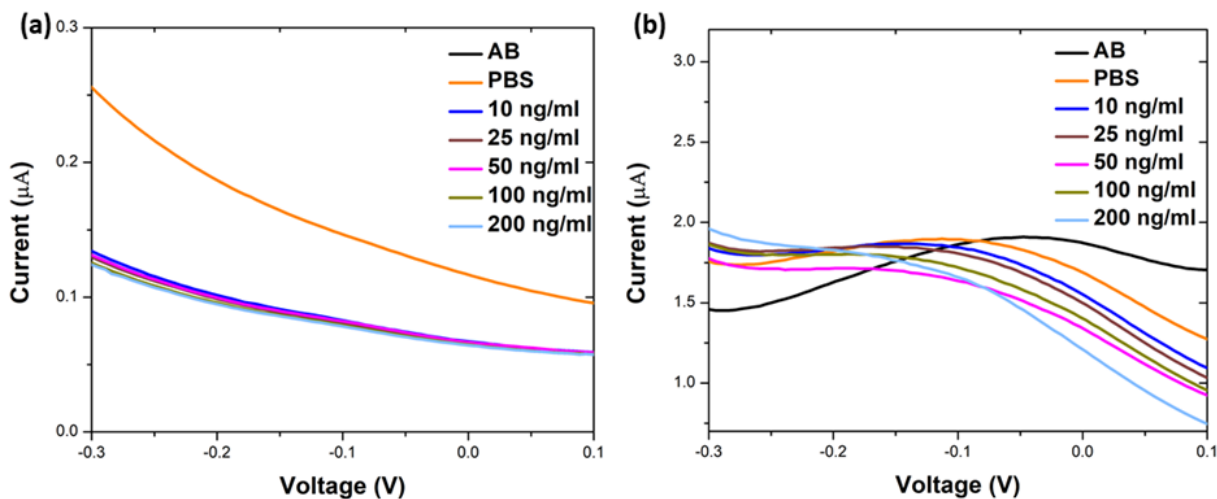 (a)
0.3
0.2
0.1
0.0
Current (μA)
-0.3 -0.2 -0.1 0.0 0.1
Voltage (V)
AB
PBS
10 ng/ml
25 ng/ml
50 ng/ml
100 ng/ml
200 ng/ml
(b)
3.0
2.5
2.0
1.5
1.0
Current (μA)
-0.3 -0.2 -0.1 0.0 0.1
Voltage (V)
AB
PBS
10 ng/ml
25 ng/ml
50 ng/ml
100 ng/ml
200 ng/ml